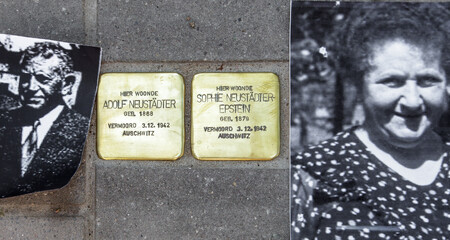 HIER WOONDE
ADOLF NEUSTÄDTER
GEB. 1868
VERMOORD 3.12.1942
AUSCHWITZ
HIER WOONDE
SOPHIE NEUSTÄDTER-
EPSTEIN
GEB. 1879
VERMOORD 3.12.1942
AUSCHWITZ